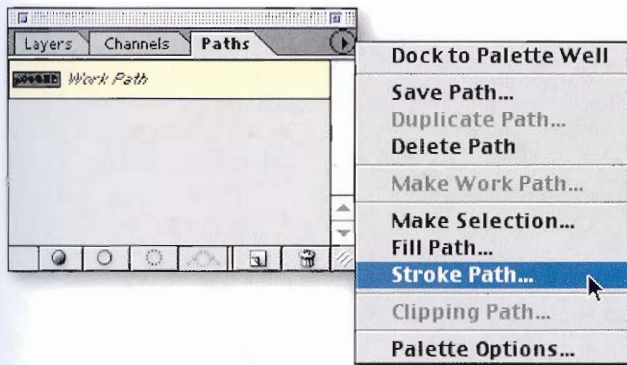 Layers Channels Paths
Work Path
Dock to Palette Well
Save Path...
Duplicate Path...
Delete Path
Make Work Path...
Make Selection...
Fill Path...
Stroke Path...
Clipping Path...
Palette Options...